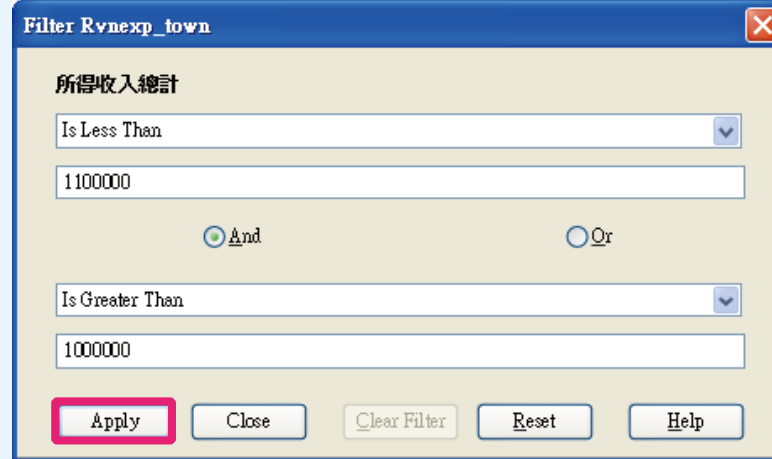 Filter Rvnexp_town
所得收入總計
Is Less Than
1100000
And Or
Is Greater Than
1000000
Apply Close Clear Filter Reset Help